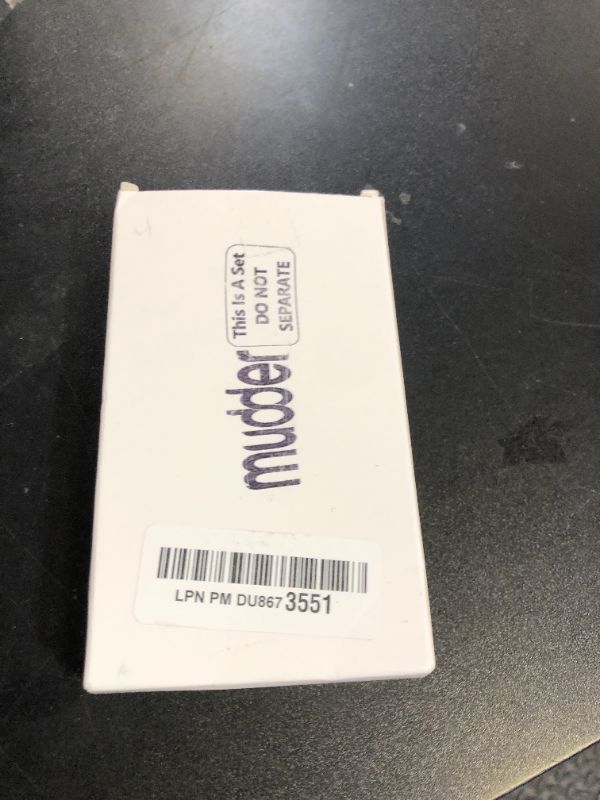 mudder
This Is A Set
DO NOT
SEPARATE
LPN PM DU867 3551